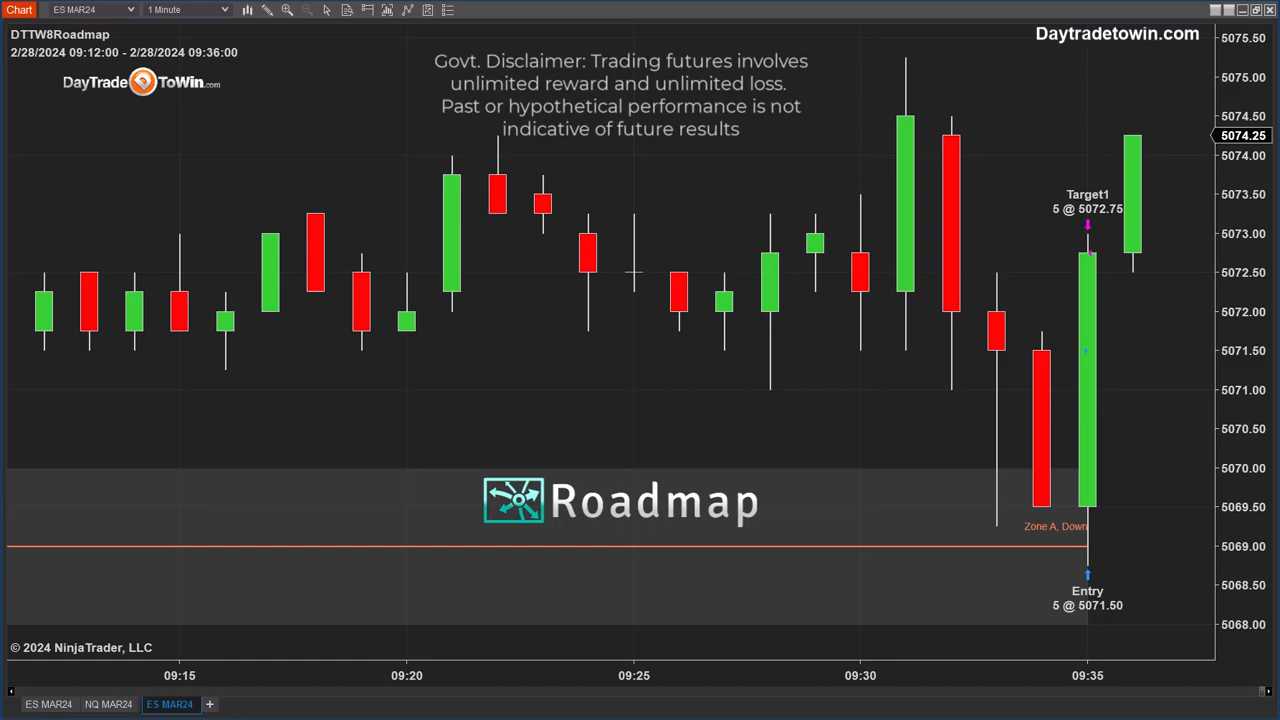 Chart
ES MAR24
1 Minute
DTTW8Roadmap
2/28/2024 09:12:00 - 2/28/2024 09:36:00
DayTradeToWin.com
Govt. Disclaimer: Trading futures involves
unlimited reward and unlimited loss.
Past or hypothetical performance is not
indicative of future results
Daytradetowin.com
5075.50
5075.00
5074.50
5074.25
5074.00
5073.50
5073.00
5072.50
5072.00
5071.50
5071.00
5070.50
5070.00
5069.50
5069.00
5068.50
5068.00
Target1
5 @ 5072.75
Roadmap
Zone A, Down
Entry
5 @ 5071.50
© 2024 NinjaTrader, LLC
09:15
09:20
09:25
09:30
09:35
ES MAR24
NQ MAR24
ES MAR24
+